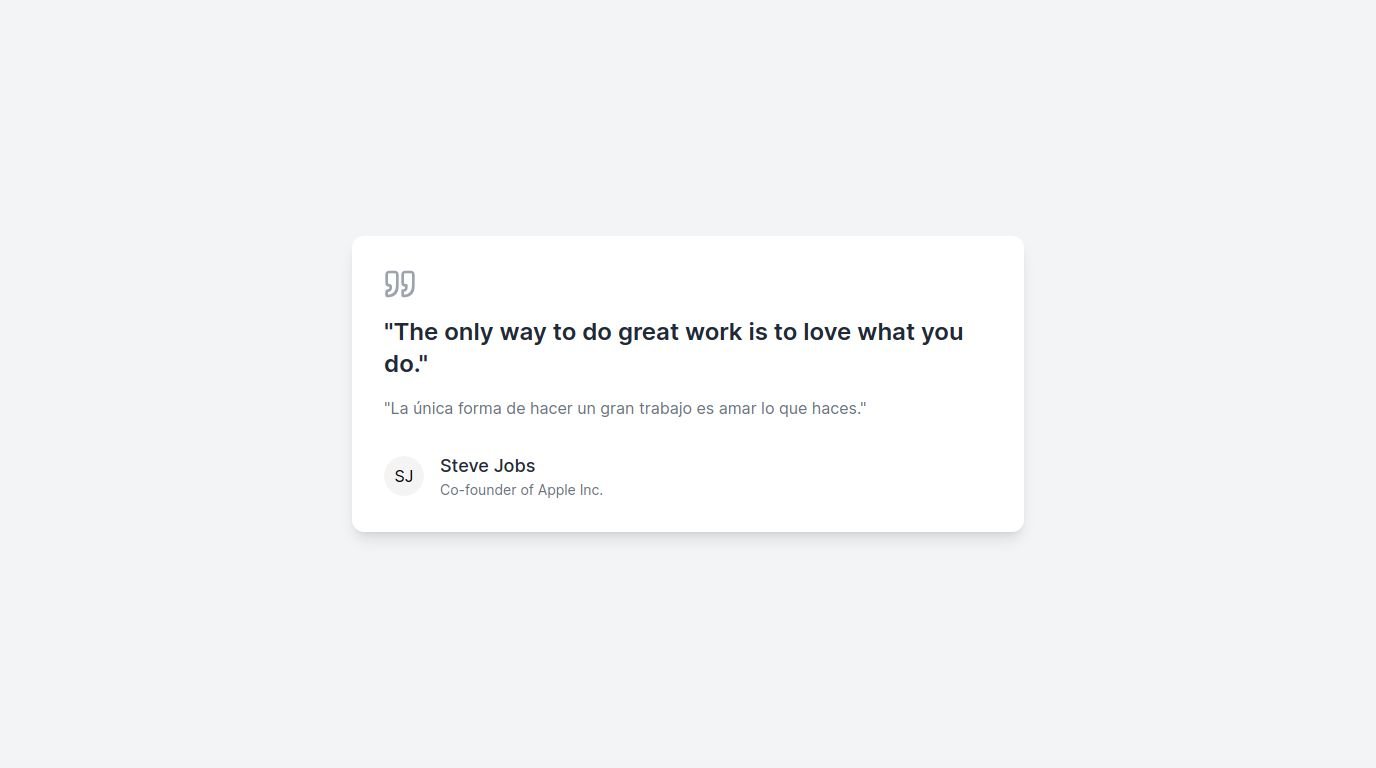 "The only way to do great work is to love what you
do."
"La única forma de hacer un gran trabajo es amar lo que haces."
SJ
Steve Jobs
Co-founder of Apple Inc.